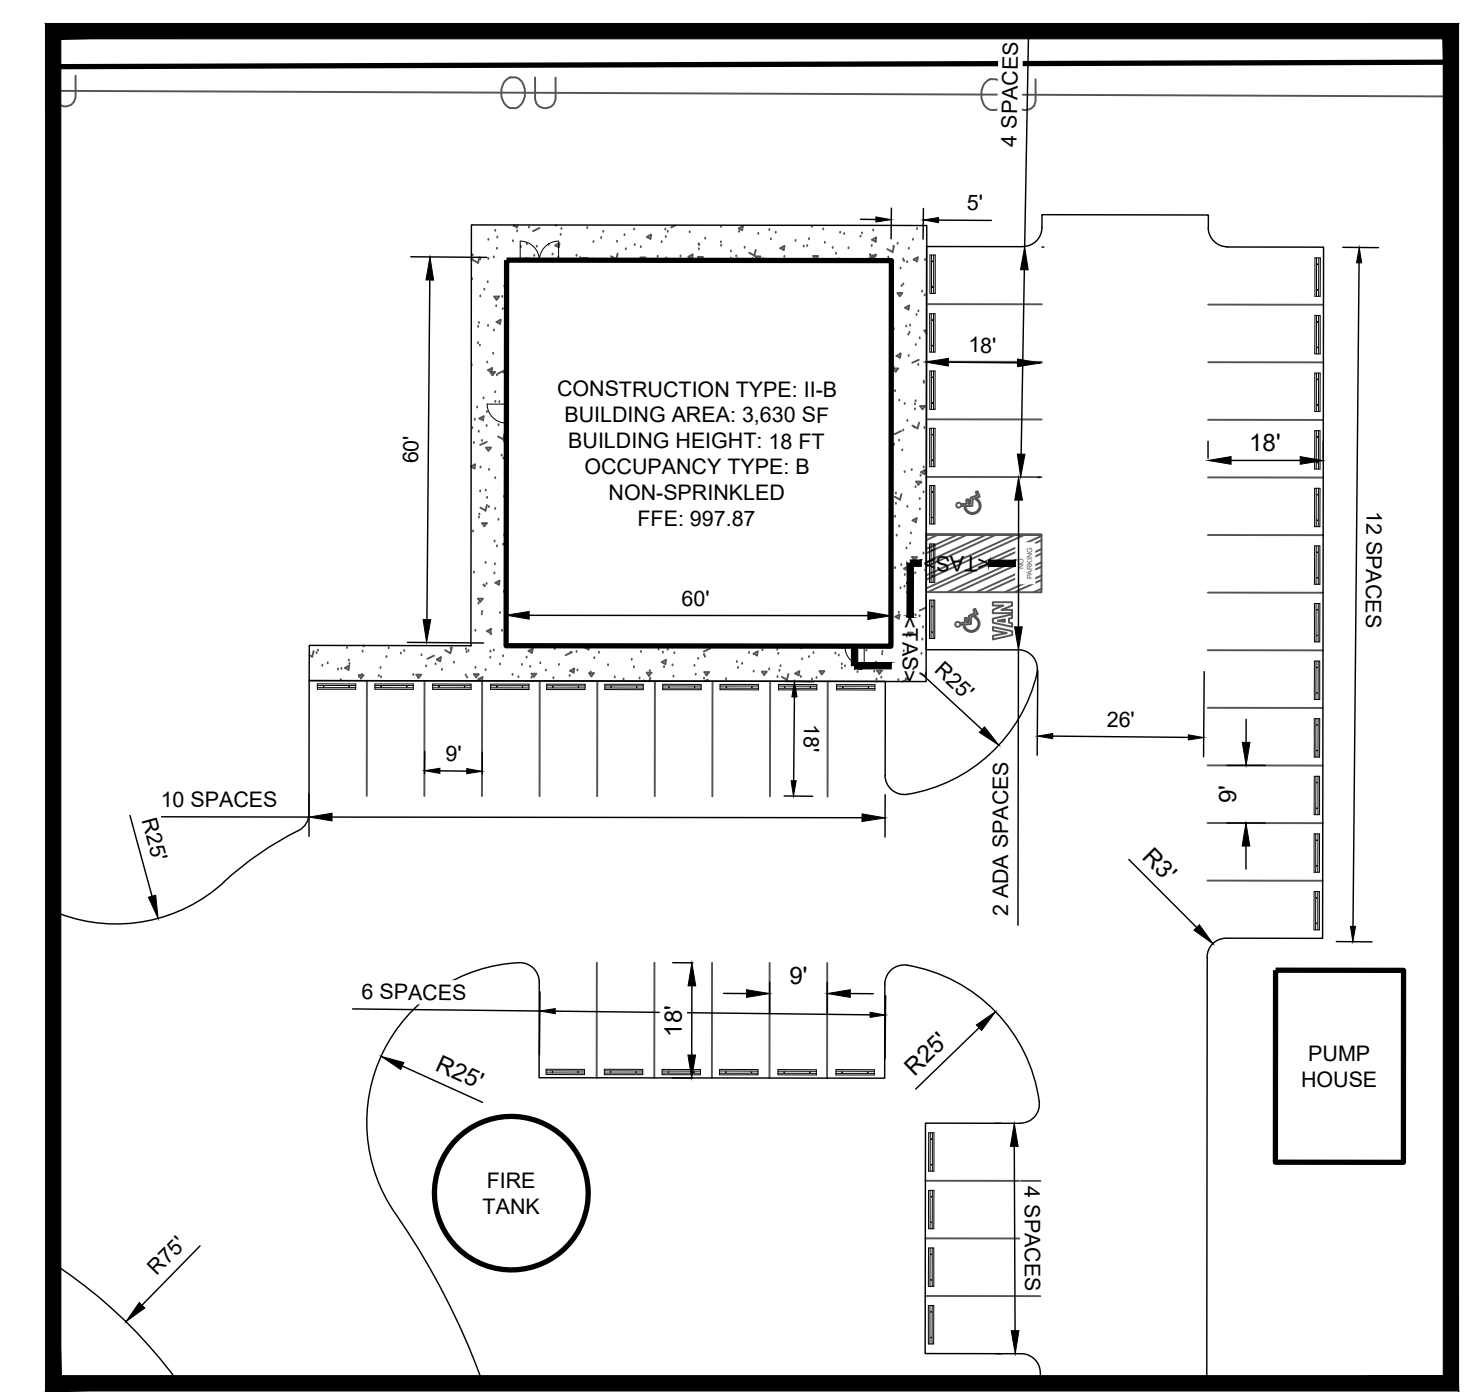 U
OU
OU
4 SPACES
5'
18'
18'
60'
CONSTRUCTION TYPE: II-B
BUILDING AREA: 3,630 SF
BUILDING HEIGHT: 18 FT
OCCUPANCY TYPE: B
NON-SPRINKLED
FFE: 997.87
12 SPACES
<TAS>
NO
PARKING
60'
VAN
<TAS>
R25'
26'
9'
18'
9'
10 SPACES
R25'
2 ADA SPACES
R3'
6 SPACES
9'
18'
R25'
R25'
PUMP
HOUSE
FIRE
TANK
4 SPACES
R75'